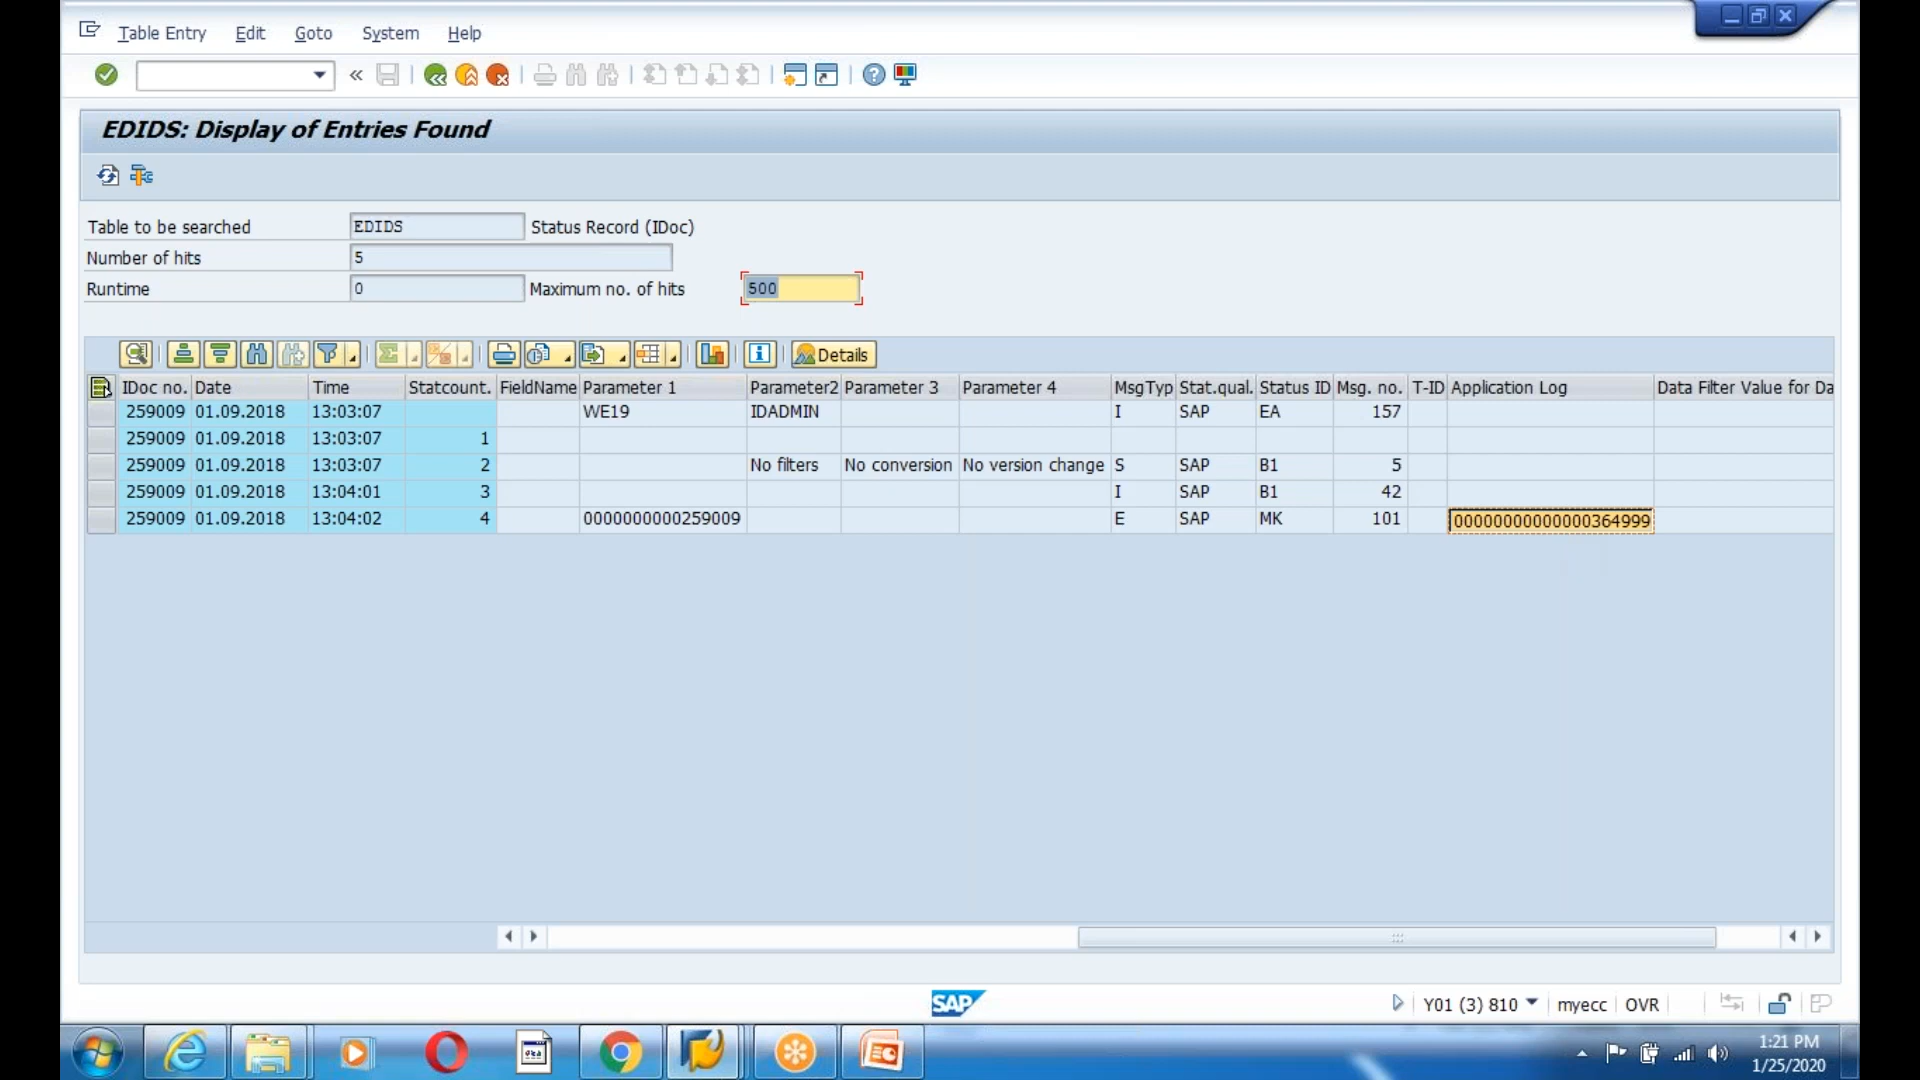 Table Entry Edit Goto System Help
EDIDS: Display of Entries Found
Table to be searched EDIDS Status Record (IDoc)
Number of hits 5
Runtime 0 Maximum no. of hits 500
Details
IDoc no. Date Time Statcount. FieldName Parameter 1 Parameter2 Parameter 3 Parameter 4 MsgTyp Stat.qual. Status ID Msg. no. T-ID Application Log Data Filter Value for Da
259009 01.09.2018 13:03:07 WE19 IDADMIN I SAP EA 157
259009 01.09.2018 13:03:07 1
259009 01.09.2018 13:03:07 2 No filters No conversion No version change S SAP B1 5
259009 01.09.2018 13:04:01 3 I SAP B1 42
259009 01.09.2018 13:04:02 4 0000000000259009 E SAP MK 101 00000000000000364999
SAP Y01 (3) 810 myecc OVR
1:21 PM
1/25/2020